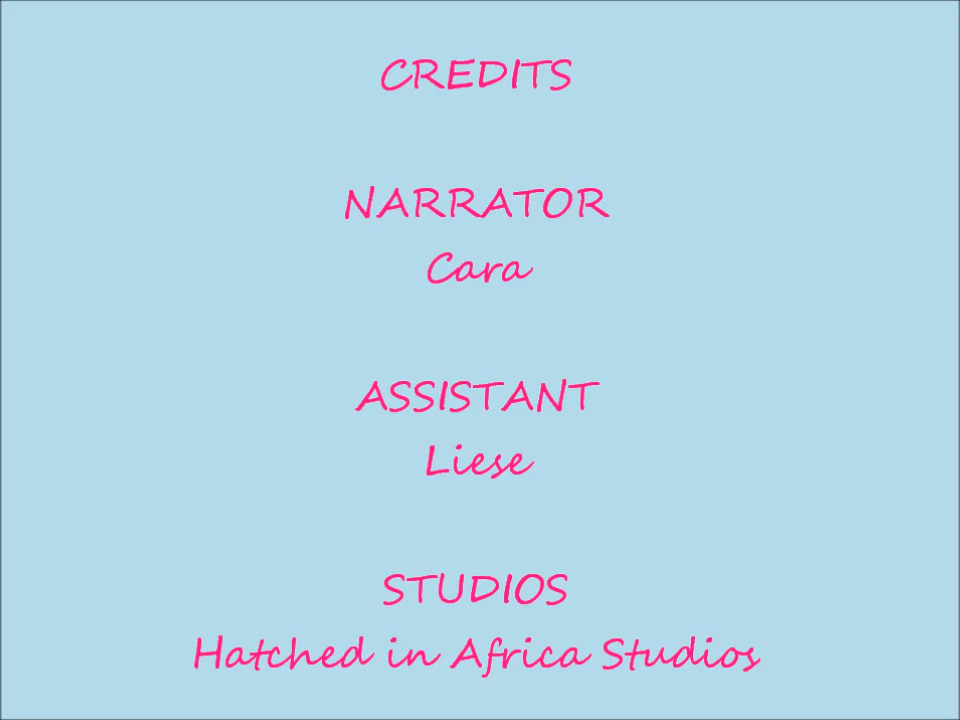 CREDITS
NARRATOR
Cara
ASSISTANT
Liese
STUDIOS
Hatched in Africa Studios